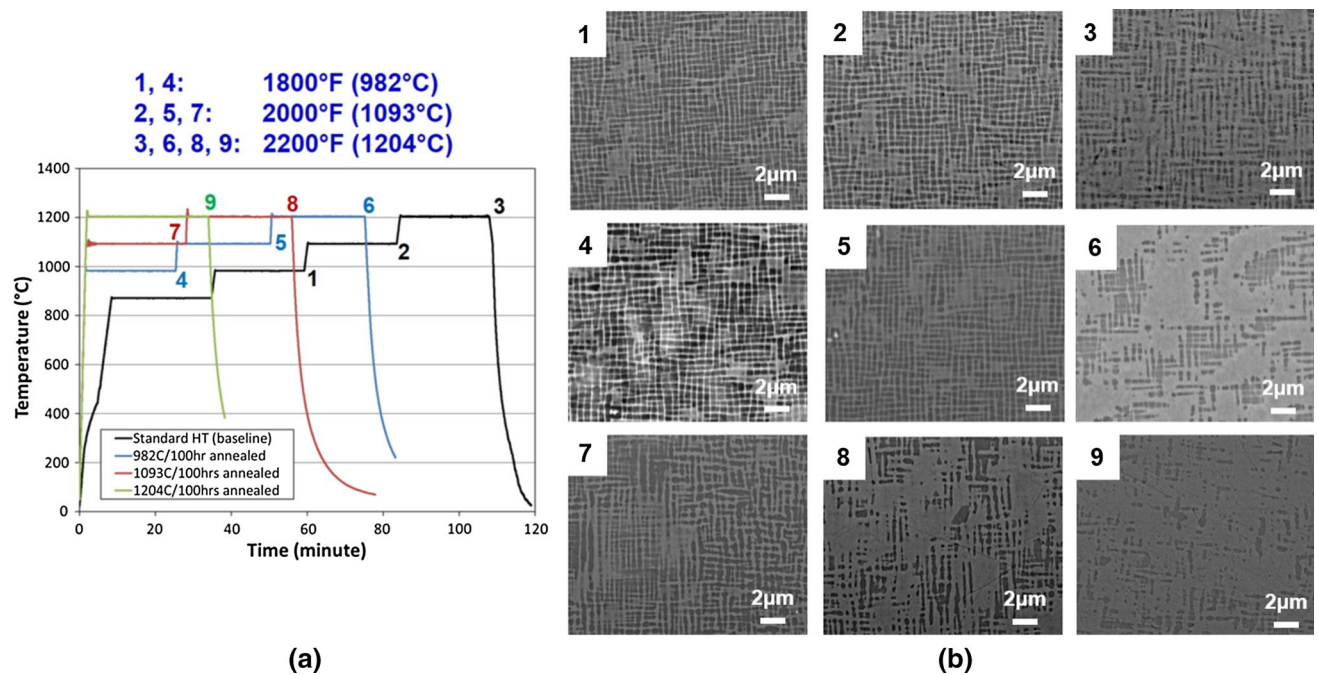 1, 4: 1800°F (982°C)
2, 5, 7: 2000°F (1093°C)
3, 6, 8, 9: 2200°F (1204°C)
1400
1200
1000
800
600
400
200
0
Temperature (°C)
9
8
6
3
7
5
2
4
1
Standard HT (baseline)
982C/100hr annealed
1093C/100hrs annealed
1204C/100hrs annealed
0 20 40 60 80 100 120
Time (minute)
(a)
1
2μm
2
2μm
3
2μm
4
2μm
5
2μm
6
2μm
7
2μm
8
2μm
9
2μm
(b)